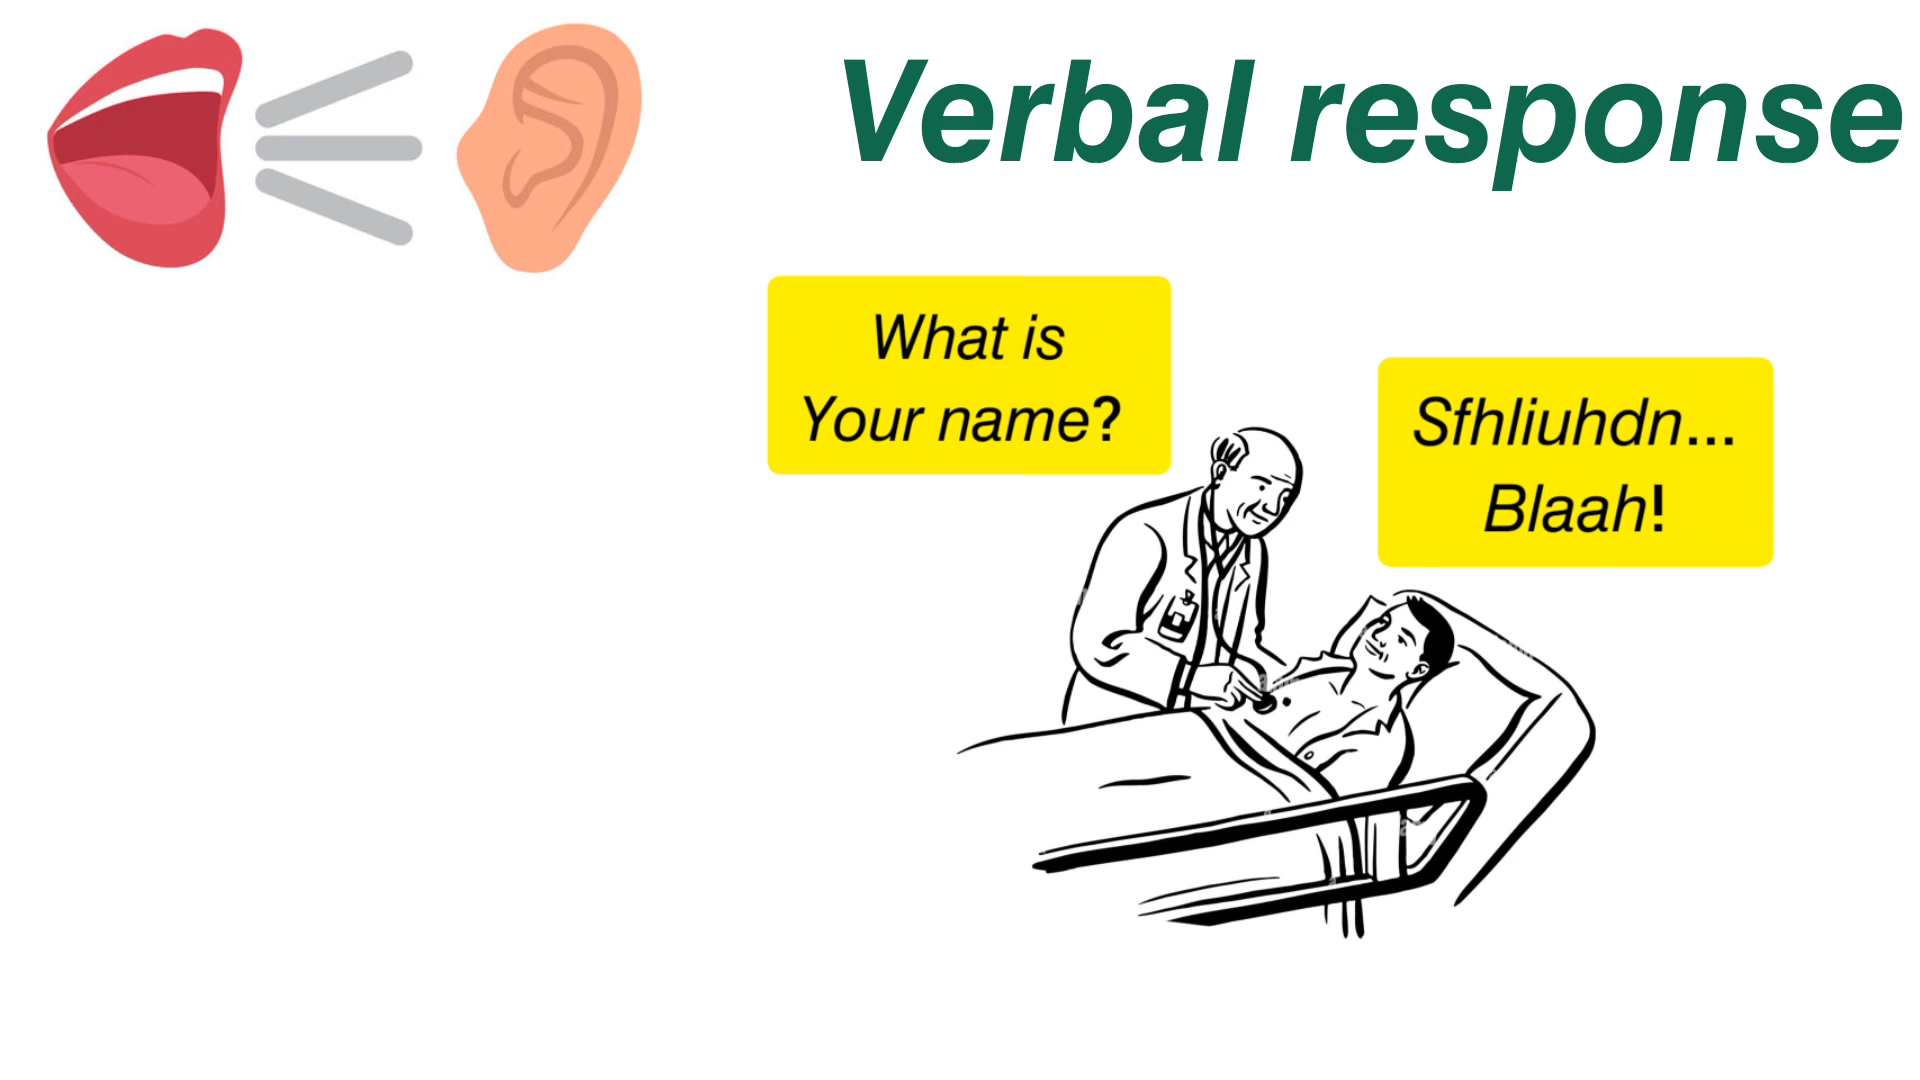 Verbal response
What is
Your name?
Sfhliuhdn...
Blaah!